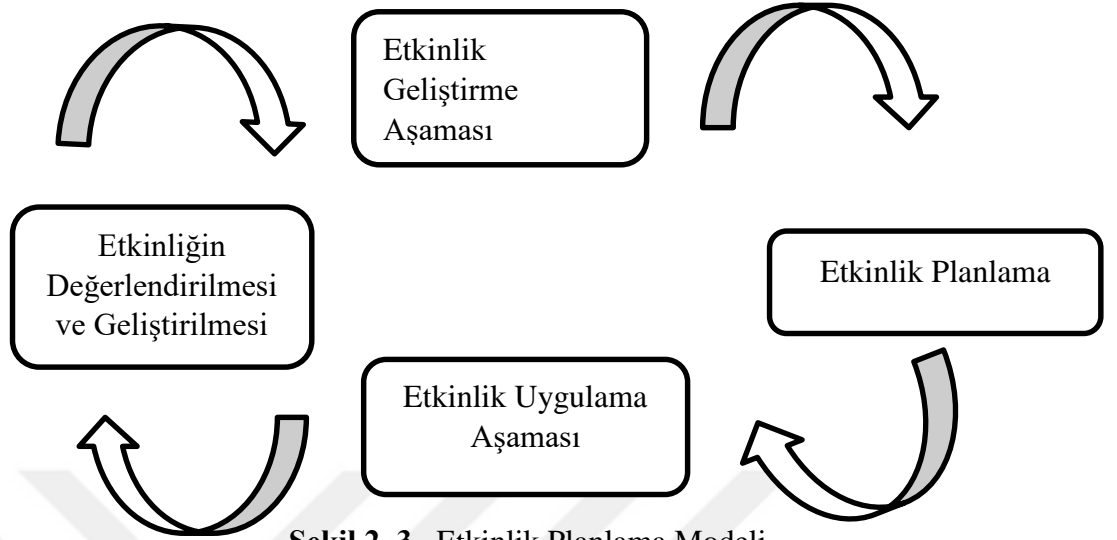 Etkinlik
Geliştirme
Aşaması
Etkinliğin
Değerlendirilmesi
ve Geliştirilmesi
Etkinlik Planlama
Etkinlik Uygulama
Aşaması
Şekil 2. 3. Etkinlik Planlama Modeli